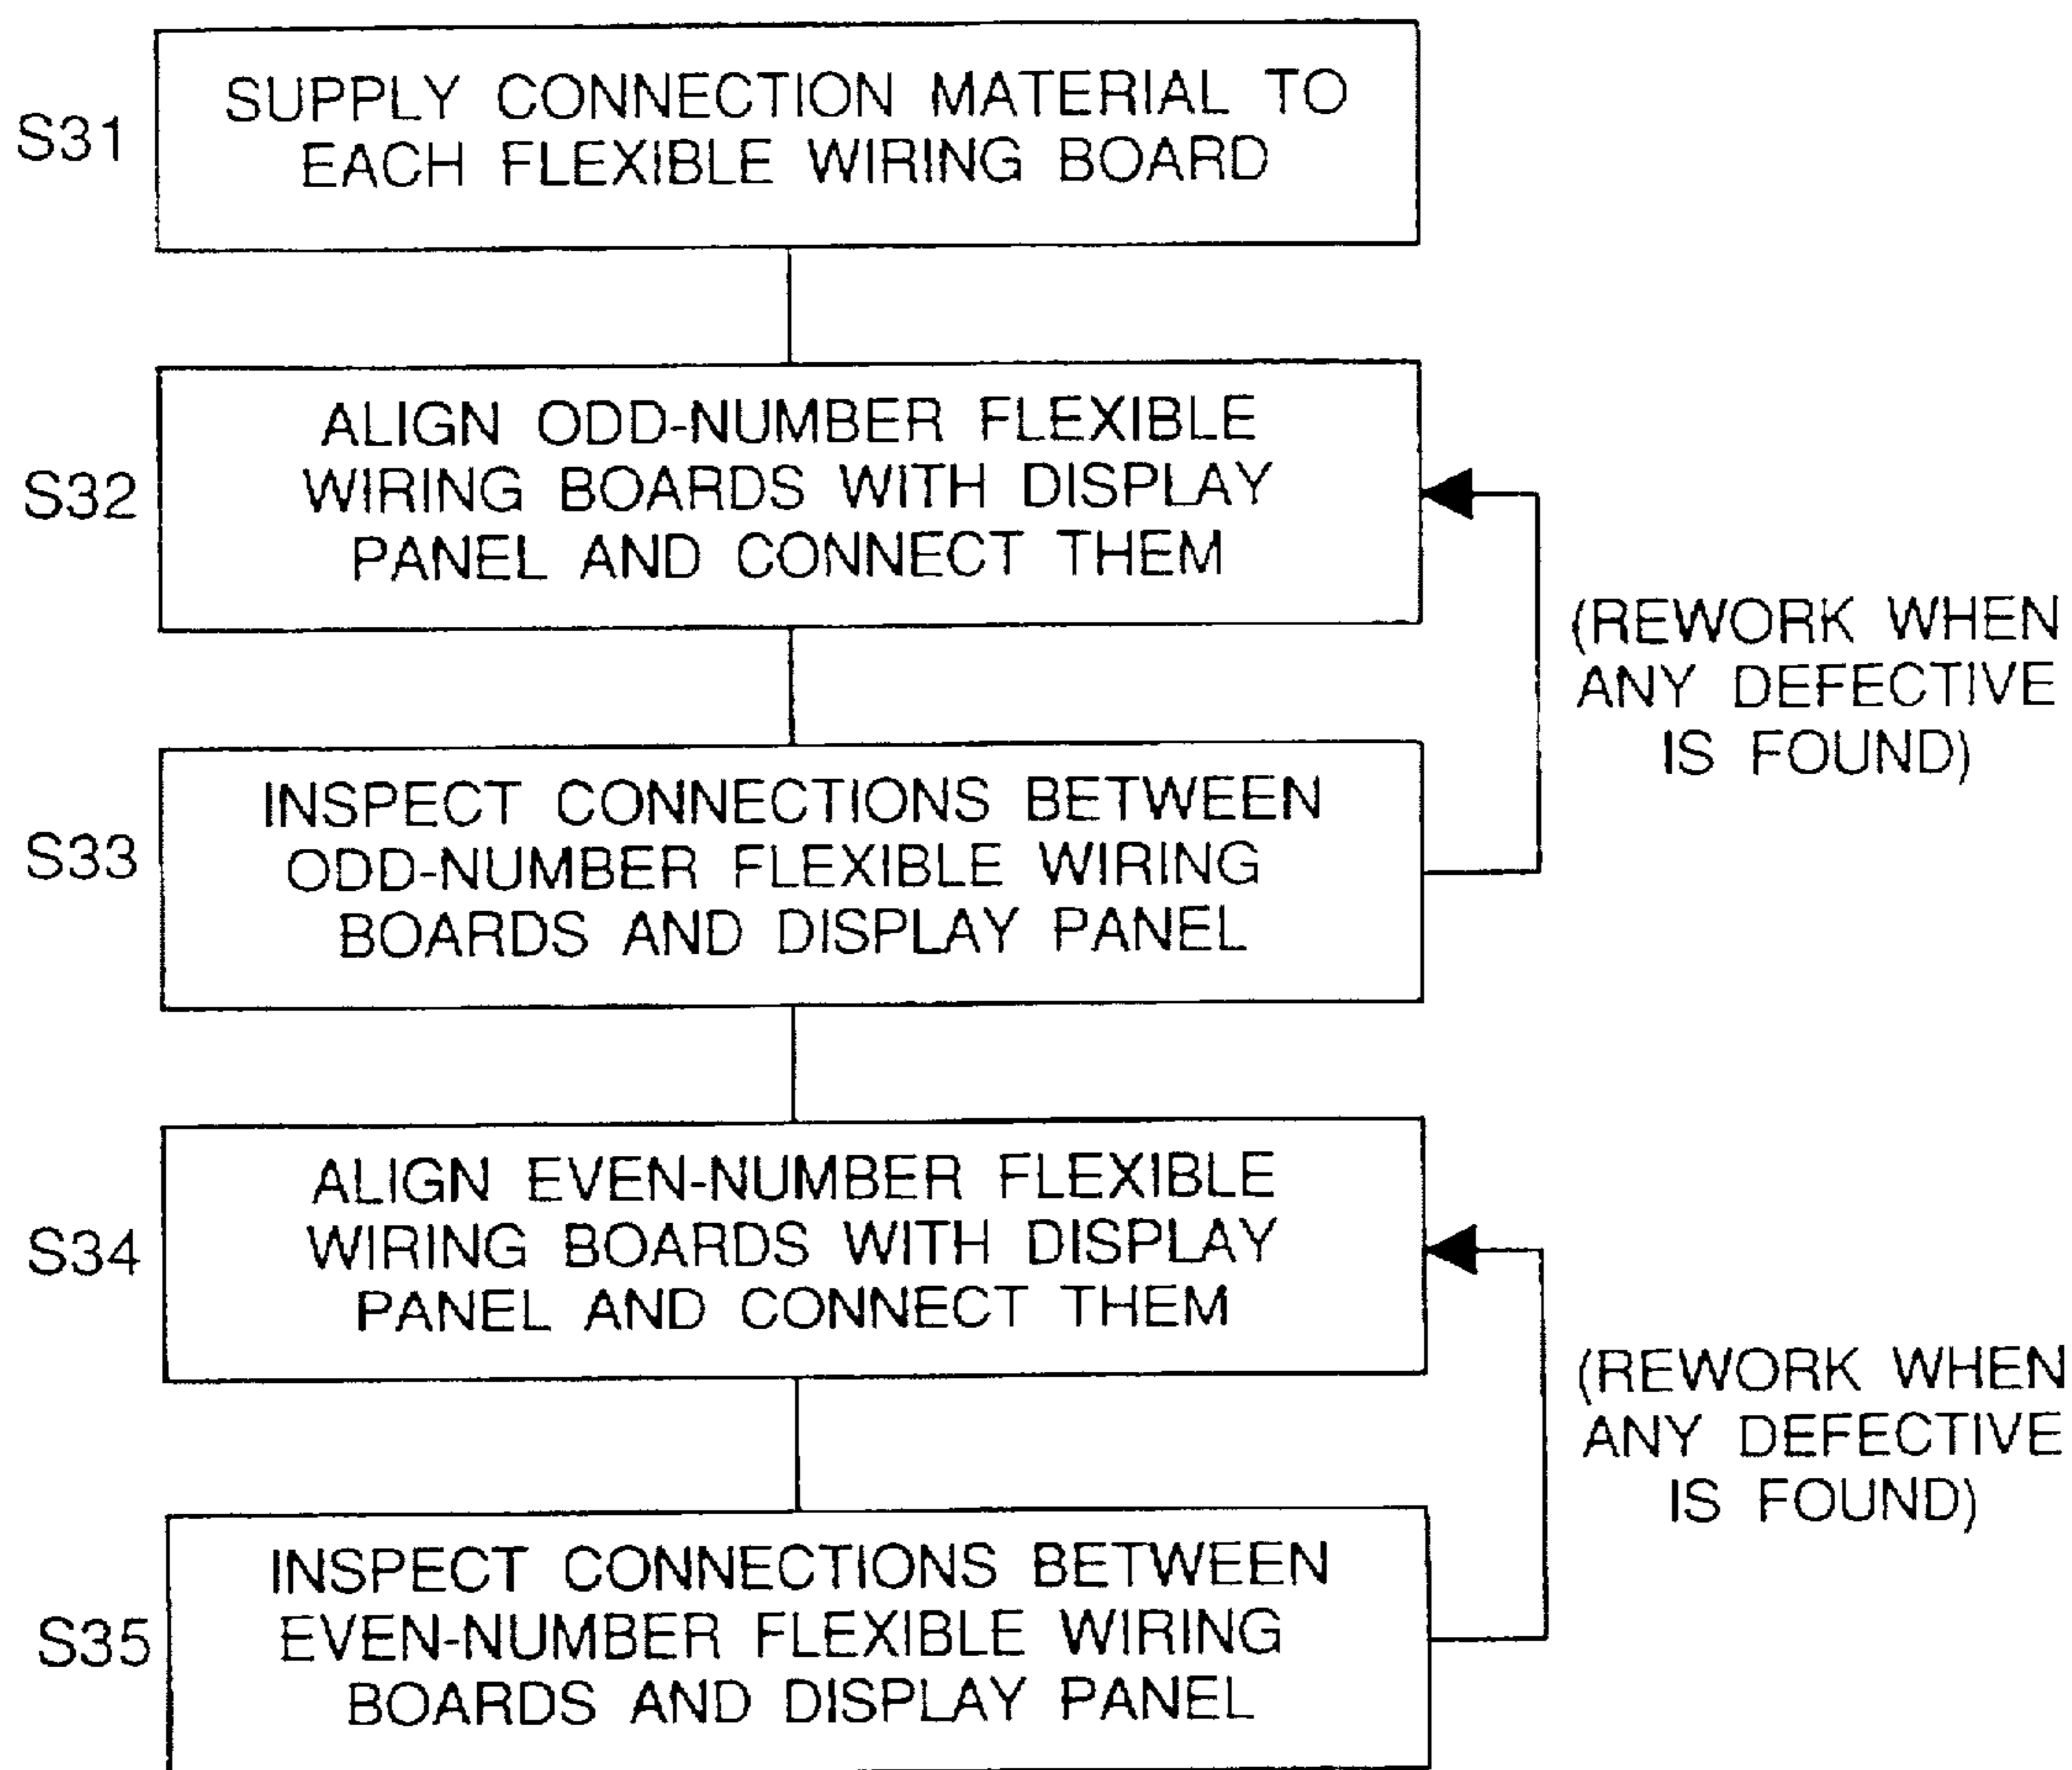 S31
SUPPLY CONNECTION MATERIAL TO
EACH FLEXIBLE WIRING BOARD
S32
ALIGN ODD-NUMBER FLEXIBLE
WIRING BOARDS WITH DISPLAY
PANEL AND CONNECT THEM
(REWORK WHEN
ANY DEFECTIVE
IS FOUND)
S33
INSPECT CONNECTIONS BETWEEN
ODD-NUMBER FLEXIBLE WIRING
BOARDS AND DISPLAY PANEL
S34
ALIGN EVEN-NUMBER FLEXIBLE
WIRING BOARDS WITH DISPLAY
PANEL AND CONNECT THEM
(REWORK WHEN
ANY DEFECTIVE
IS FOUND)
S35
INSPECT CONNECTIONS BETWEEN
EVEN-NUMBER FLEXIBLE WIRING
BOARDS AND DISPLAY PANEL